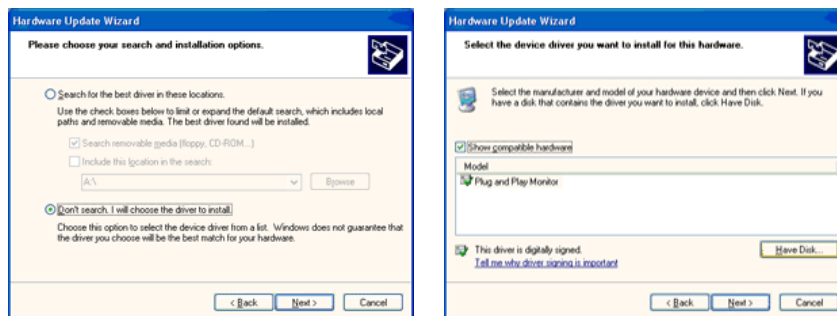 Hardware Update Wizard
Please choose your search and installation options.
Search for the best driver in these locations.
Use the check boxes below to limit or expand the default search, which includes local
paths and removable media. The best driver found will be installed.
Search removable media (floppy, CD-ROM...)
Include this location in the search:
A:\
Browse
Don't search. I will choose the driver to install.
Choose this option to select the device driver from a list. Windows does not guarantee that
the driver you choose will be the best match for your hardware.
< Back
Next >
Cancel
Hardware Update Wizard
Select the device driver you want to install for this hardware.
Select the manufacturer and model of your hardware device and then click Next. If you
have a disk that contains the driver you want to install, click Have Disk.
Show compatible hardware
Model
Plug and Play Monitor
This driver is digitally signed.
Tell me why driver signing is important
Have Disk...
< Back
Next >
Cancel